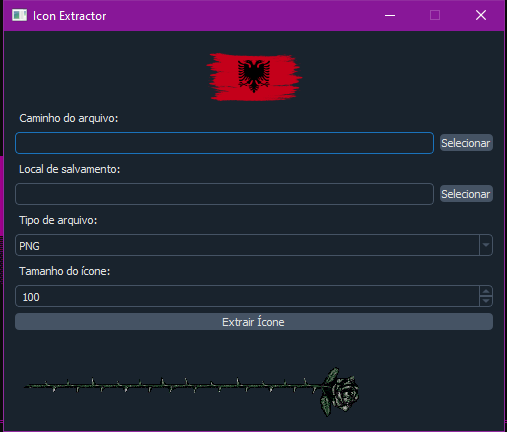 Icon Extractor
Caminho do arquivo:
Selecionar
Local de salvamento:
Selecionar
Tipo de arquivo:
PNG
Tamanho do ícone:
100
Extrair Ícone